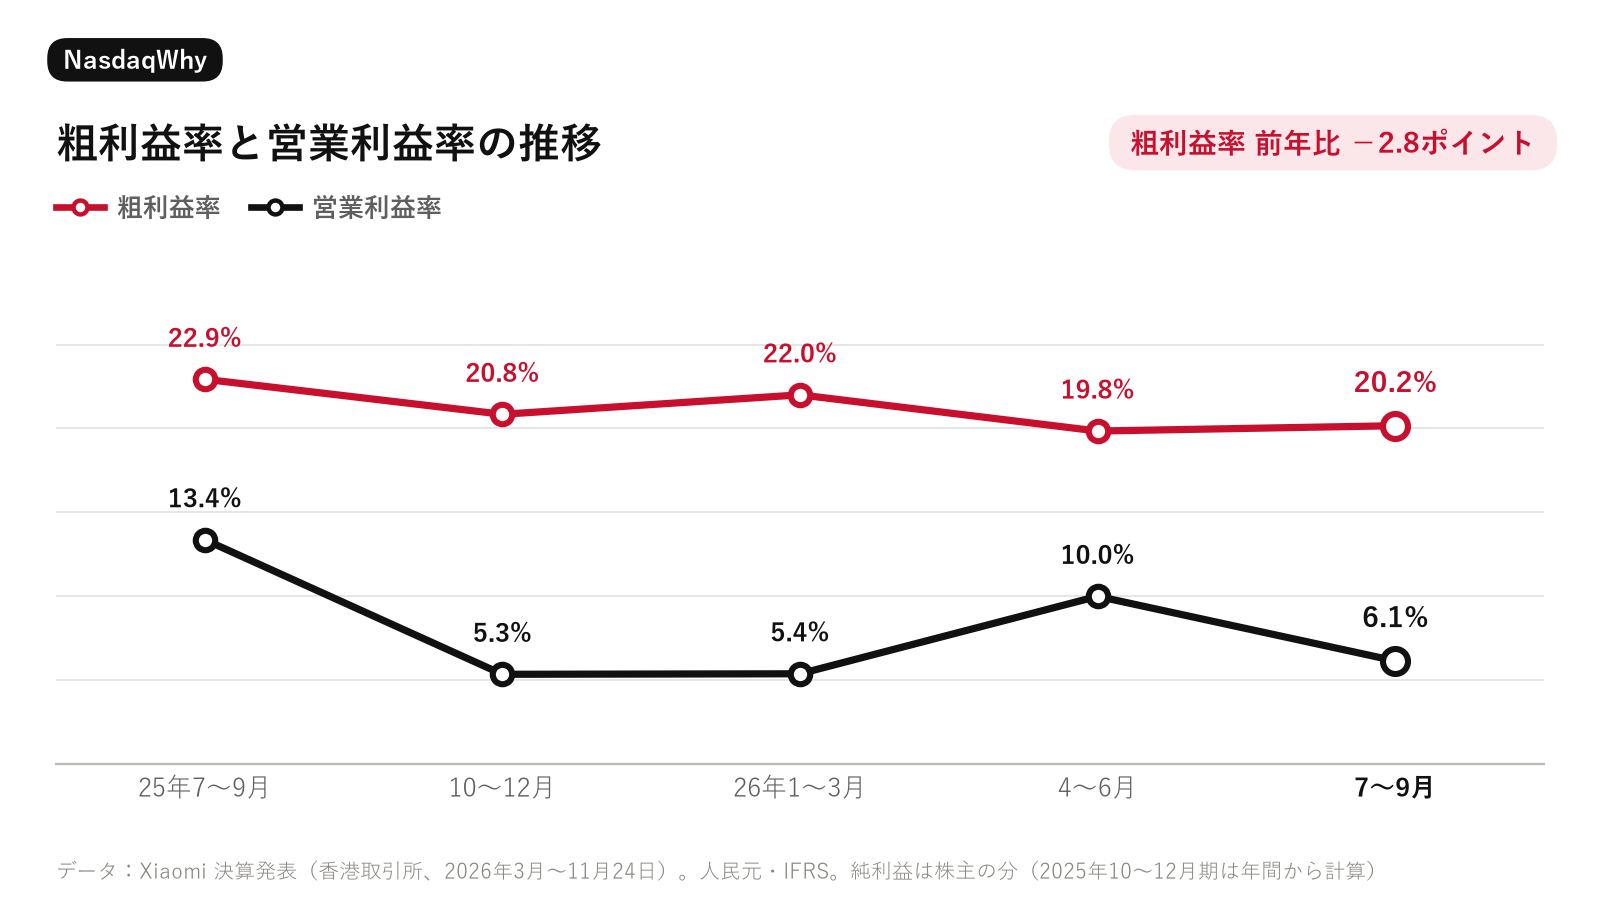 NasdaqWhy
粗利益率と営業利益率の推移
粗利益率 前年比 －2.8ポイント
粗利益率 営業利益率
22.9% 20.8% 22.0% 19.8% 20.2%
13.4% 5.3% 5.4% 10.0% 6.1%
25年7〜9月 10〜12月 26年1〜3月 4〜6月 7〜9月
データ：Xiaomi 決算発表（香港取引所、2026年3月〜11月24日）。人民元・IFRS。純利益は株主の分（2025年10〜12月期は年間から計算）